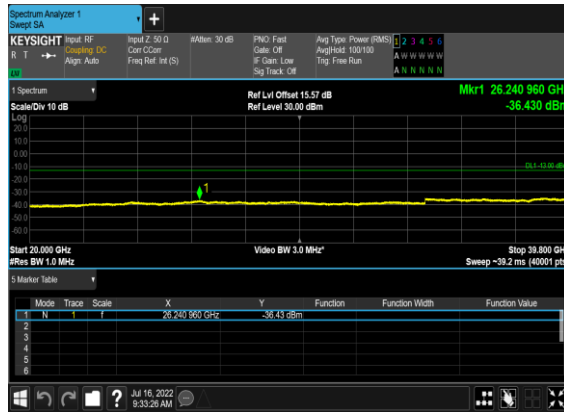 Spectrum Analyzer 1
Swept SA
+
KEYSIGHT Input: RF Input Z: 50 Ω #Atten: 30 dB PNO: Fast Avg Type: Power (RMS) 1 2 3 4 5 6
R T Coupling: DC Corr CCorr Gate: Off Avg|Hold: 100/100 A W W W W W
Align: Auto Freq Ref: Int (S) IF Gain: Low Trig: Free Run
LW Sig Track: Off A N N N N N
1 Spectrum Ref Lvl Offset 15.57 dB Mkr1 26.240 960 GH
Scale/Div 10 dB Ref Level 30.00 dBm -36.430 dBr
Log
20.0
10.0
0.00
-10.0 DL1 -13.00 dB
-20.0
-30.0 1
-40.0
-50.0
-60.0
Start 20.000 GHz Video BW 3.0 MHz* Stop 39.800 GH
#Res BW 1.0 MHz Sweep ~39.2 ms (40001 pts
5 Marker Table
Mode Trace Scale X Y Function Function Width Function Value
1 N 1 f 26.240 960 GHz -36.43 dBm
2
3
4
5
6
? Jul 16, 2022
9:33:26 AM